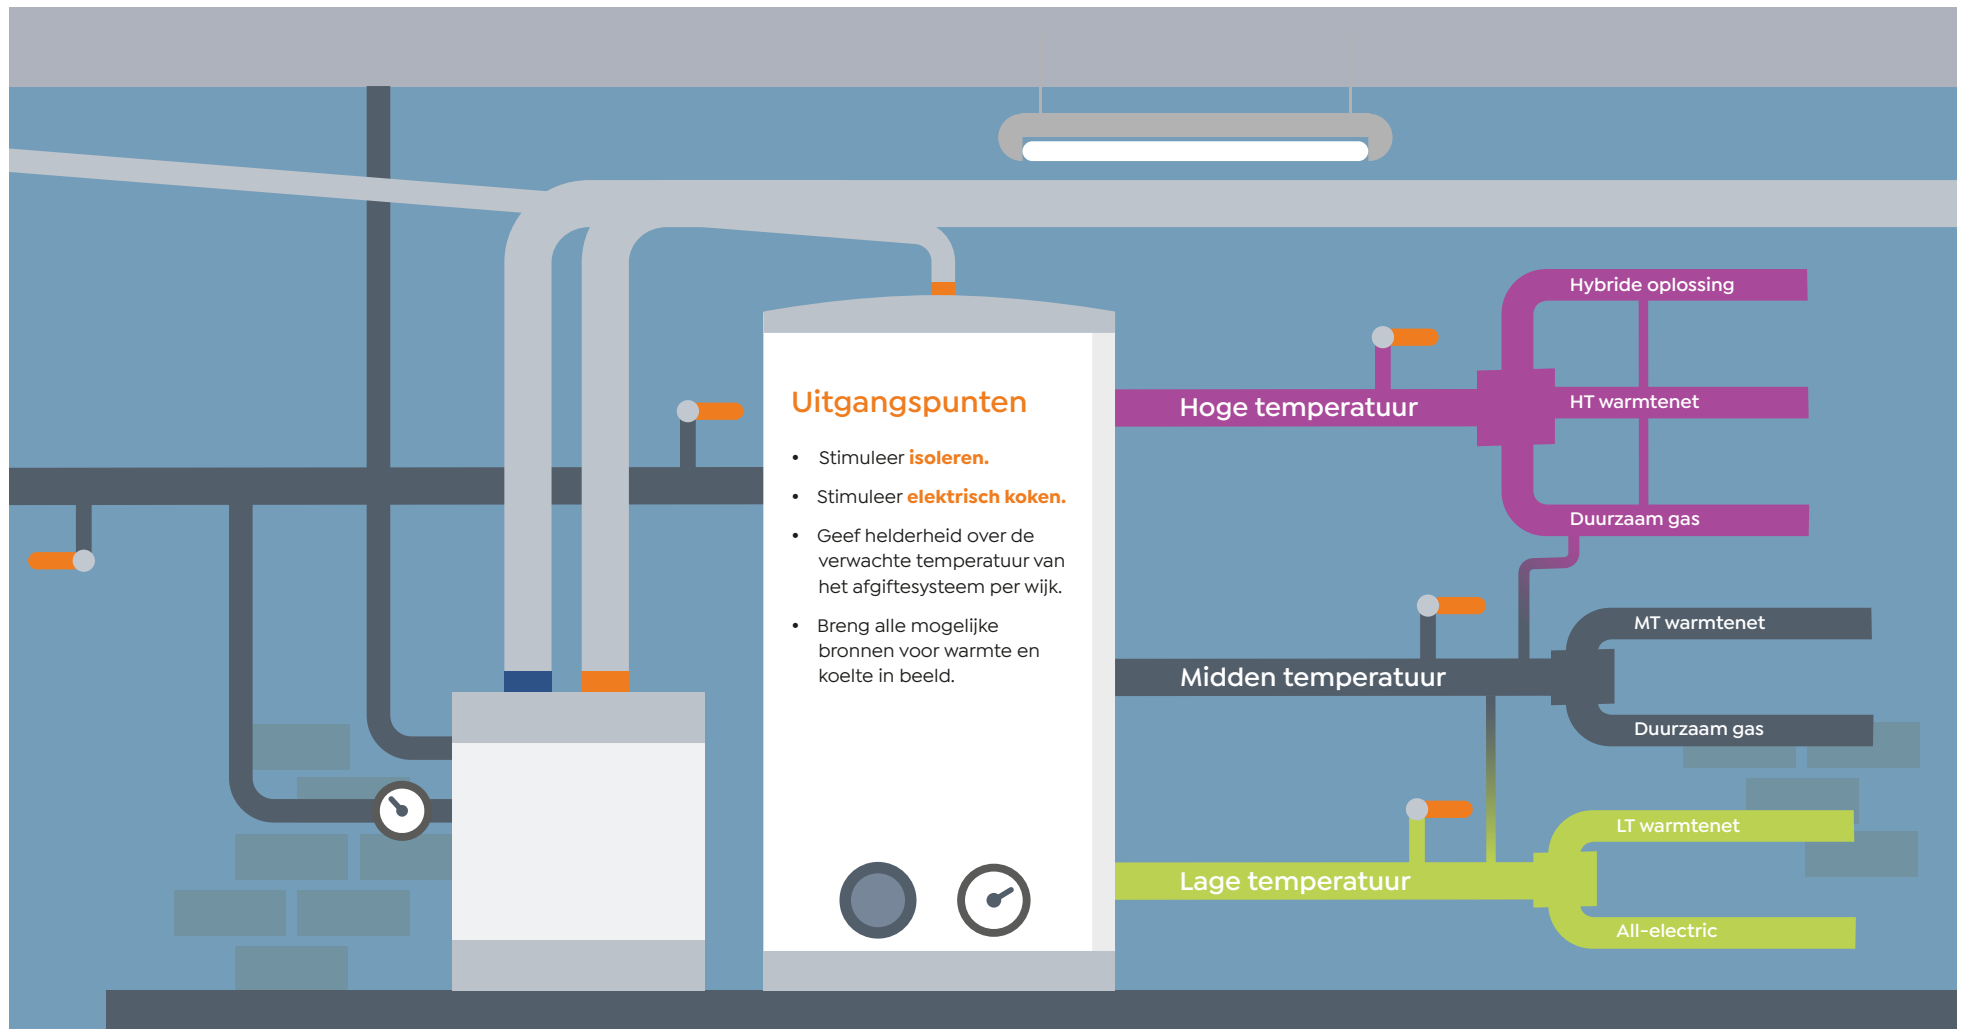 Uitgangspunten
• Stimuleer isoleren.
• Stimuleer elektrisch koken.
• Geef helderheid over de
verwachte temperatuur van
het afgiftesysteem per wijk.
• Breng alle mogelijke
bronnen voor warmte en
koelte in beeld.
Hoge temperatuur
Hybride oplossing
HT warmtenet
Duurzaam gas
Midden temperatuur
MT warmtenet
Duurzaam gas
Lage temperatuur
LT warmtenet
All-electric